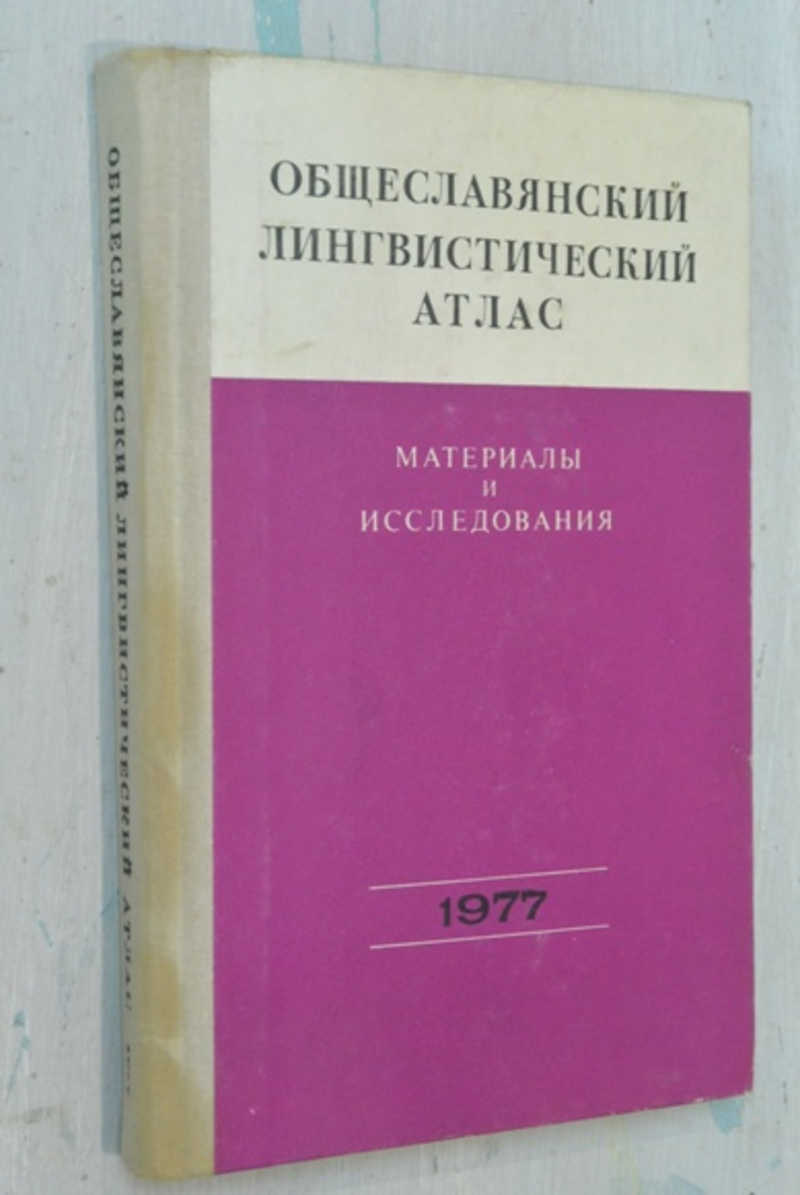 ОБЩЕСЛАВЯНСКИЙ
ЛИНГВИСТИЧЕСКИЙ
АТЛАС
МАТЕРИАЛЫ
И
ИССЛЕДОВАНИЯ
1977
ОБЩЕСЛАВЯНСКИЙ ЛИНГВИСТИЧЕСКИЙ АТЛАС